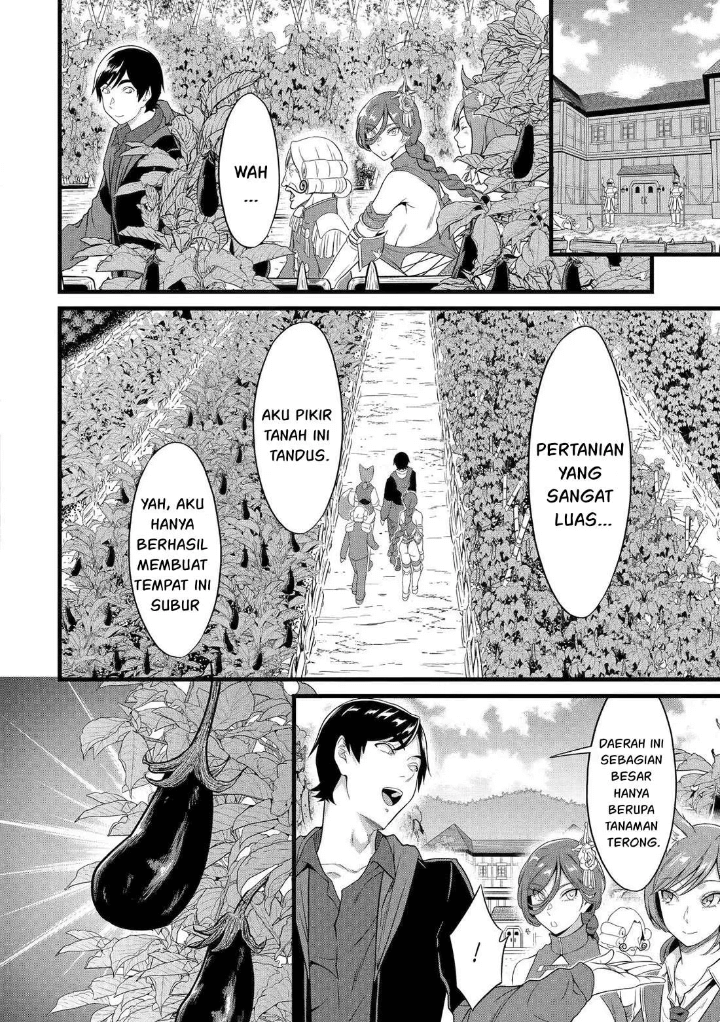 WAH
...
PERTANIAN
YANG
SANGAT
LUAS...
AKU PIKIR
TANAH INI
TANDUS.
YAH, AKU
HANYA
BERHASIL
MEMBUAT
TEMPAT INI
SUBUR
DAERAH INI
SEBAGIAN
BESAR
HANYA
BERUPA
TANAMAN
TERONG.
!